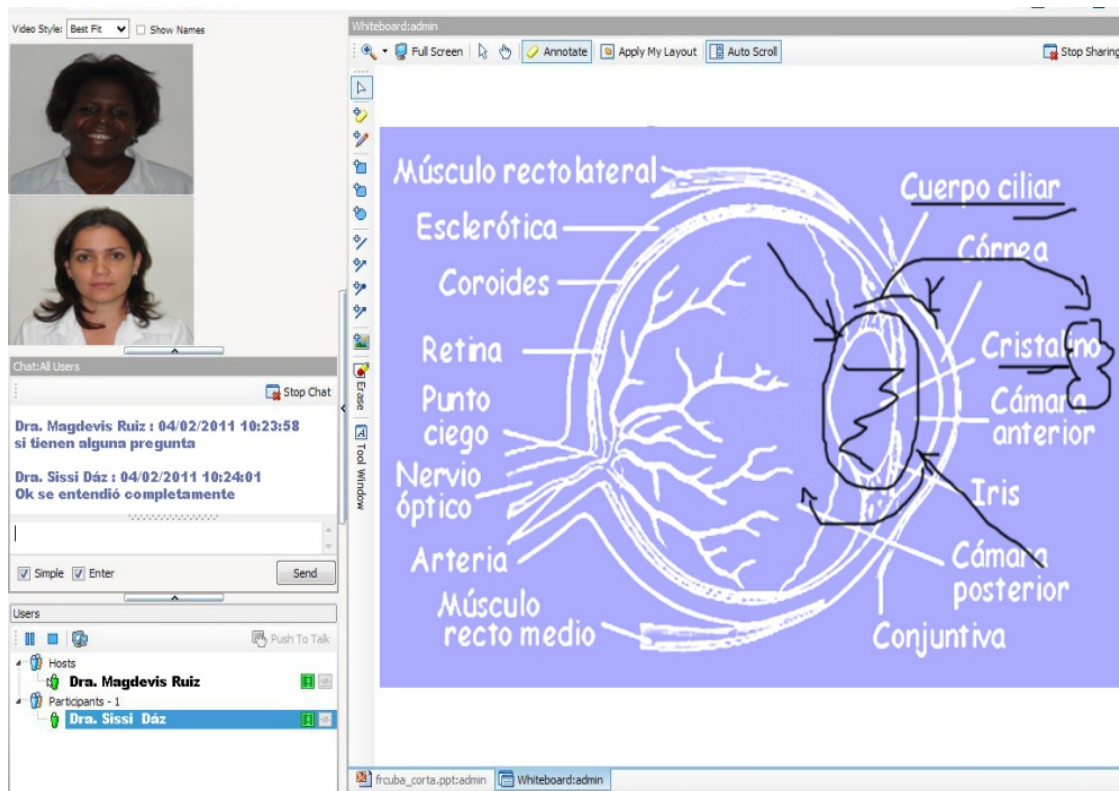 Video Style: Best Fit Show Names
Chat:All Users
Stop Chat
Dra. Magdevis Ruiz : 04/02/2011 10:23:58
si tienen alguna pregunta
Dra. Sissi Dáz : 04/02/2011 10:24:01
Ok se entendió completamente
Simple Enter Send
Users
Push To Talk
Hosts
Dra. Magdevis Ruiz
Participants - 1
Dra. Sissi Dáz
Whiteboard:admin
Full Screen Annotate Apply My Layout Auto Scroll Stop Sharing
Erase
Tool Window
Músculo recto lateral
Esclerótica
Coroides
Retina
Punto
ciego
Nervio
óptico
Arteria
Músculo
recto medio
Cuerpo ciliar
Córnea
Cristalino
Cámara
anterior
Iris
Cámara
posterior
Conjuntiva
frcuba_corta.ppt:admin Whiteboard:admin